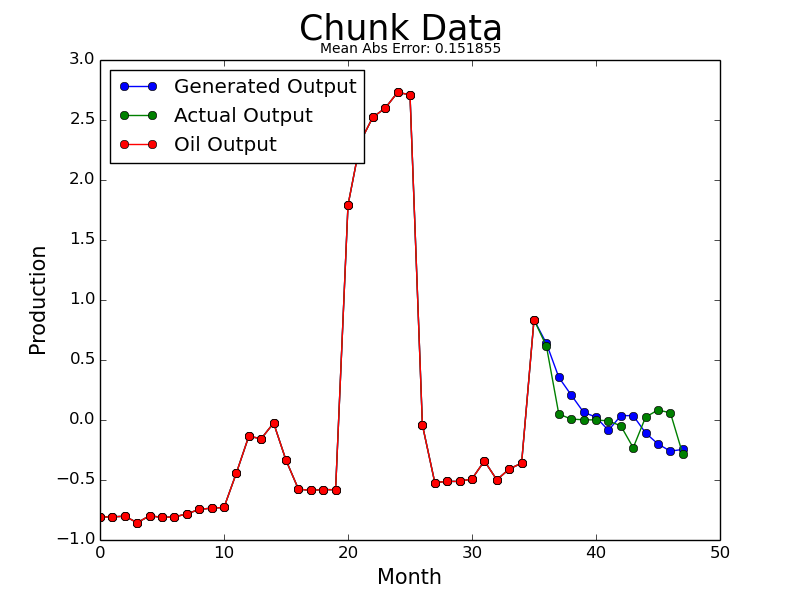 Chunk Data
Mean Abs Error: 0.151855
Generated Output
Actual Output
Oil Output
3.0
2.5
2.0
1.5
1.0
0.5
0.0
−0.5
−1.0
Production
0 10 20 30 40 50
Month